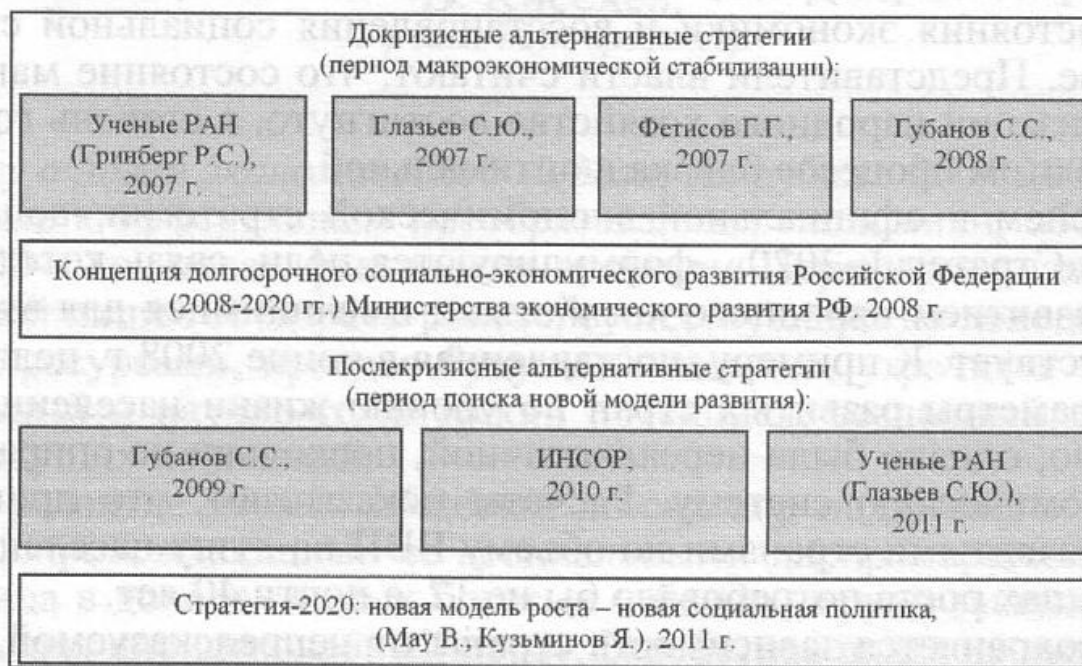 Докризисные альтернативные стратегии
(период макроэкономической стабилизации):
Ученые РАН
(Гринберг Р.С.),
2007 г.
Глазьев С.Ю.,
2007 г.
Фетисов Г.Г.,
2007 г.
Губанов С.С.,
2008 г.
Концепция долгосрочного социально-экономического развития Российской Федерации
(2008-2020 гг.) Министерства экономического развития РФ, 2008 г.
Послекризисные альтернативные стратегии
(период поиска новой модели развития):
Губанов С.С.,
2009 г.
ИНСОР,
2010 г.
Ученые РАН
(Глазьев С.Ю.),
2011 г.
Стратегия-2020: новая модель роста – новая социальная политика,
(Мау В., Кузьминов Я.). 2011 г.